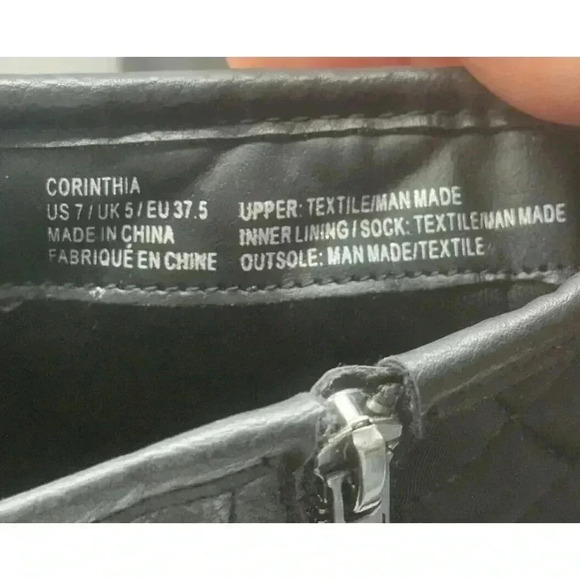 CORINTHIA
US 7 / UK 5 / EU 37.5
MADE IN CHINA
FABRIQUÉ EN CHINE
UPPER: TEXTILE/MAN MADE
INNER LINING / SOCK: TEXTILE/MAN MADE
OUTSOLE: MAN MADE/TEXTILE